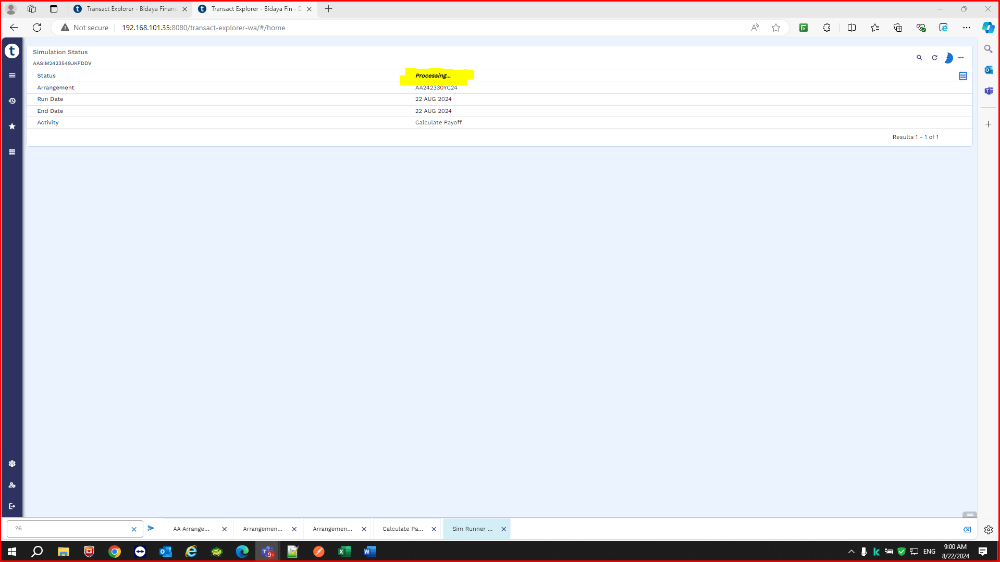 Transact Explorer - Bidaya Financ
Transact Explorer - Bidaya Fin - D
Not secure
192.168.101.35:8080/transact-explorer-wa/#/home
Simulation Status
AASIM2423549JKFDDV
Status Processing...
Arrangement AA242330YC24
Run Date 22 AUG 2024
End Date 22 AUG 2024
Activity Calculate Payoff
Results 1 - 1 of 1
?6
AA Arrange...
Arrangemen...
Arrangemen...
Calculate Pa...
Sim Runner ...
9+
ENG
9:00 AM
8/22/2024